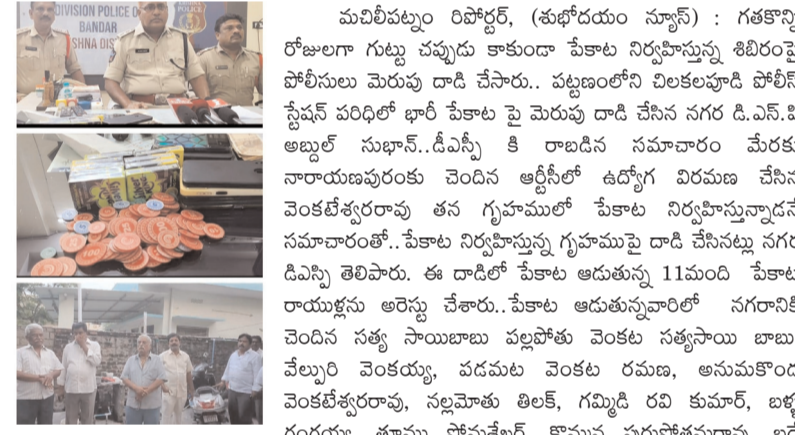 DIVISION POLICE O
BANDAR
SHNA DIS
మచిలీపట్నం రిపోర్టర్, (శుభోదయం న్యూస్) : గతకొన్ని
రోజులగా గుట్టు చప్పుడు కాకుండా పేకాట నిర్వహిస్తున్న శిబిరంపై
పోలీసులు మెరుపు దాడి చేసారు.. పట్టణంలోని చిలకలపూడి పోలీస్
స్టేషన్ పరిధిలో భారీ పేకాట పై మెరుపు దాడి చేసిన నగర డి.ఎస్.పి
అబ్దుల్ సుభాన్..డీఎస్పీ కి రాబడిన సమాచారం మేరకు
నారాయణపురంకు చెందిన ఆర్టీసీలో ఉద్యోగ విరమణ చేసిన
వెంకటేశ్వరరావు తన గృహములో పేకాట నిర్వహిస్తున్నాడనే
సమాచారంతో..పేకాట నిర్వహిస్తున్న గృహముపై దాడి చేసినట్లు నగర
డిఎస్పి తెలిపారు. ఈ దాడిలో పేకాట ఆడుతున్న 11మంది పేకాట
రాయుళ్లను అరెస్టు చేశారు..పేకాట ఆడుతున్నవారిలో నగరానికి
చెందిన సత్య సాయిబాబు పల్లపోతు వెంకట సత్యసాయి బాబు,
వేల్పురి వెంకయ్య, పడమట వెంకట రమణ, అనుమకొండ
వెంకటేశ్వరరావు, నల్లమోతు తిలక్, గమ్మిడి రవి కుమార్, బళ్ళ